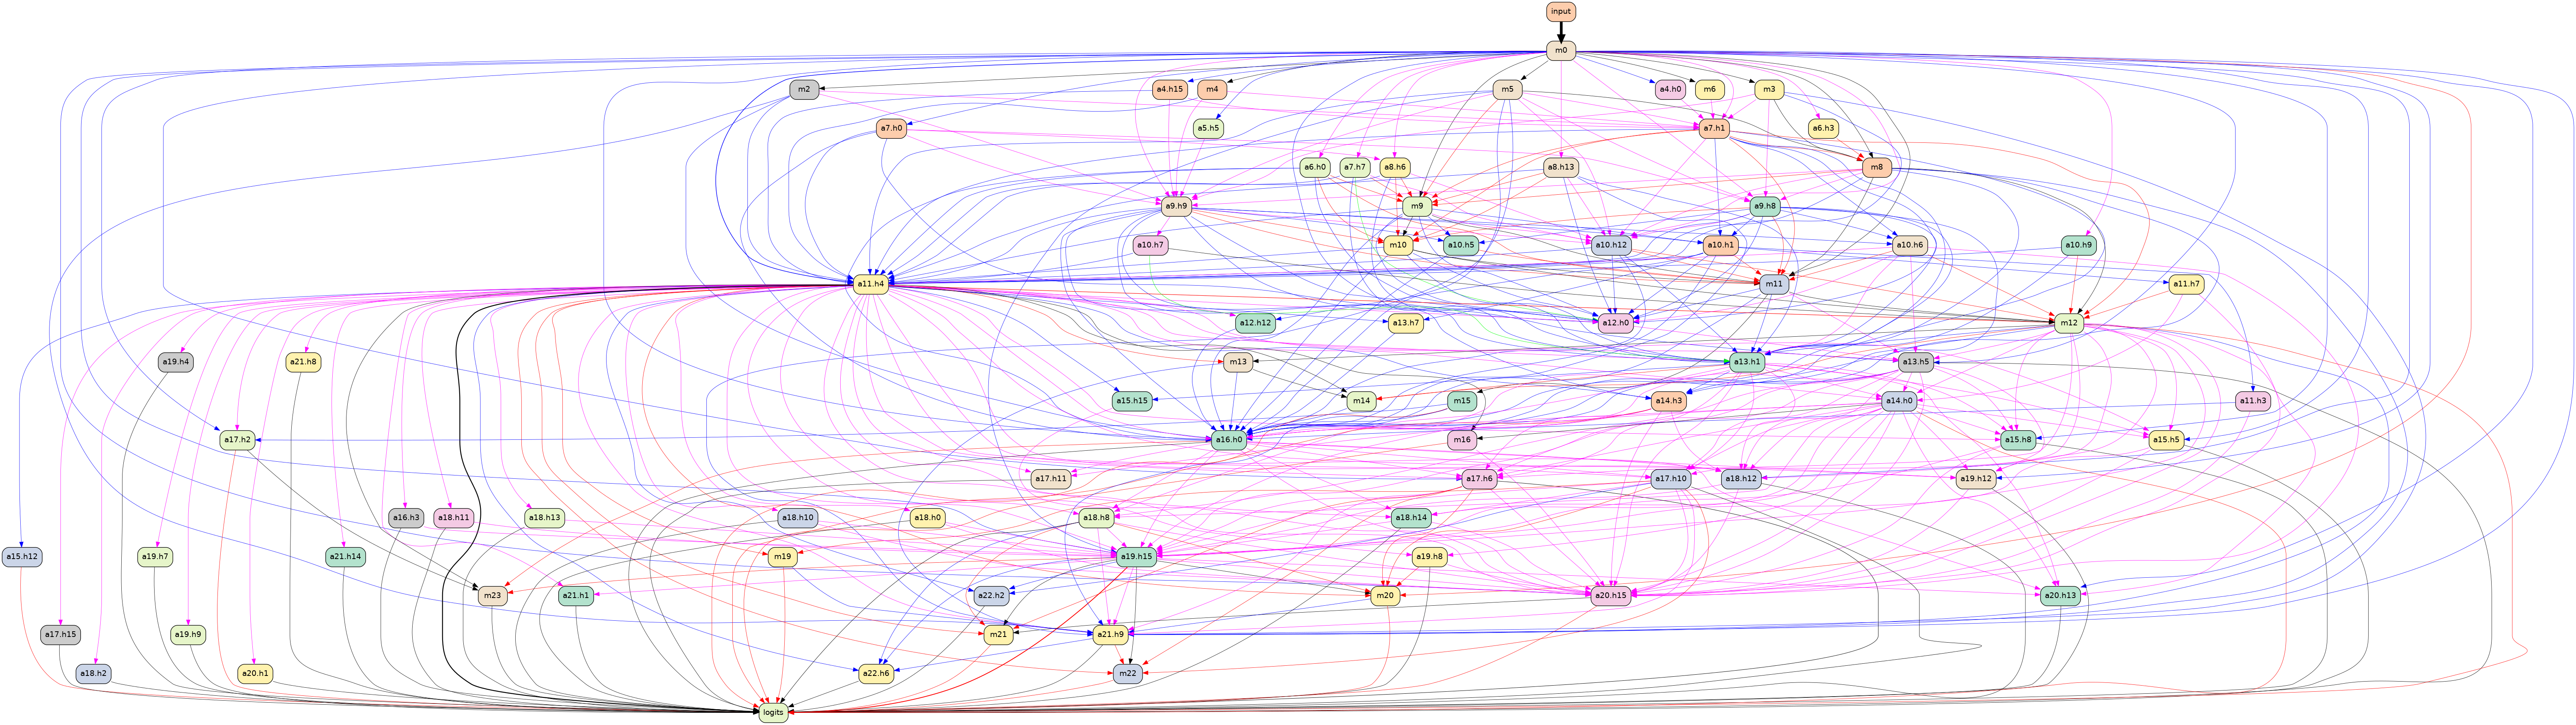 input
m0
m2 a4.h15 m4 m5 a4.h0 m6 m3
a7.h0 a5.h5 a7.h1 a6.h3
a6.h0 a7.h7 a8.h6 a8.h13 m8
a9.h9 m9 a9.h8
a10.h7 m10 a10.h5 a10.h12 a10.h1 a10.h6 a10.h9
a11.h4 m11 a11.h7
a12.h12 a13.h7 a12.h0 m12
a19.h4 a21.h8 m13 a13.h1 a13.h5
a15.h15 m14 m15 a14.h3 a14.h0 a11.h3
a17.h2 a16.h0 m16 a15.h8 a15.h5
a17.h11 a17.h6 a17.h10 a18.h12 a19.h12
a16.h3 a18.h11 a18.h13 a18.h10 a18.h0 a18.h8 a18.h14
a15.h12 a19.h7 a21.h14 m19 a19.h15 a19.h8
m23 a21.h1 a22.h2 m20 a20.h15 a20.h13
a17.h15 a19.h9 m21 a21.h9
a18.h2 a20.h1 a22.h6 m22
logits